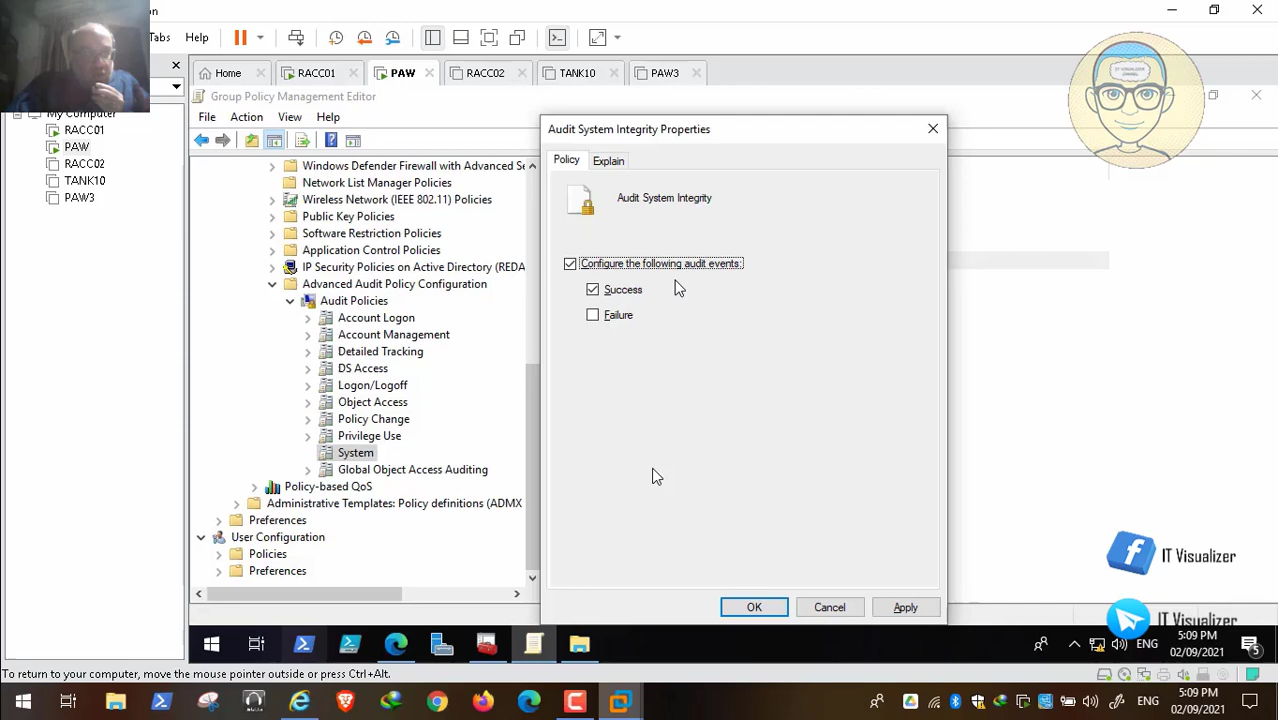 on
Tabs Help
Home
RACC01
PAW
RACC02
TANK10
PAW3
IT VISUALIZER
CHANNEL
My Computer
RACC01
PAW
RACC02
TANK10
PAW3
Group Policy Management Editor
File Action View Help
Windows Defender Firewall with Advanced Se
Network List Manager Policies
Wireless Network (IEEE 802.11) Policies
Public Key Policies
Software Restriction Policies
Application Control Policies
IP Security Policies on Active Directory (REDA
Advanced Audit Policy Configuration
Audit Policies
Account Logon
Account Management
Detailed Tracking
DS Access
Logon/Logoff
Object Access
Policy Change
Privilege Use
System
Global Object Access Auditing
Policy-based QoS
Administrative Templates: Policy definitions (ADMX
Preferences
User Configuration
Policies
Preferences
Audit System Integrity Properties
Policy Explain
Audit System Integrity
Configure the following audit events:
Success
Failure
OK Cancel Apply
IT Visualizer
IT Visualizer
ENG
5:09 PM
02/09/2021
5
To return to your computer, move the mouse pointer outside or press Ctrl+Alt.
ENG
5:09 PM
02/09/2021